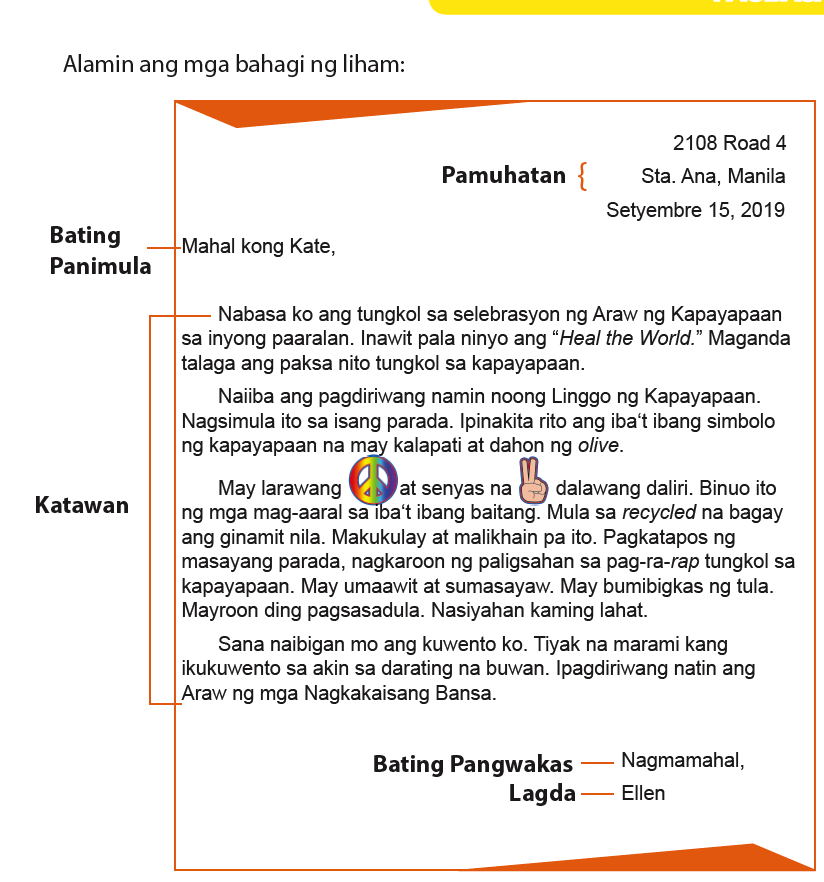 Alamin ang mga bahagi ng liham:
2108 Road 4
Pamuhatan { Sta. Ana, Manila
Setyembre 15, 2019
Bating
Panimula
Mahal kong Kate,
Nabasa ko ang tungkol sa selebrasyon ng Araw ng Kapayapaan
sa inyong paaralan. Inawit pala ninyo ang “Heal the World.” Maganda
talaga ang paksa nito tungkol sa kapayapaan.
Naiiba ang pagdiriwang namin noong Linggo ng Kapayapaan.
Nagsimula ito sa isang parada. Ipinakita rito ang iba‘t ibang simbolo
ng kapayapaan na may kalapati at dahon ng olive.
Katawan
May larawang at senyas na dalawang daliri. Binuo ito
ng mga mag-aaral sa iba‘t ibang baitang. Mula sa recycled na bagay
ang ginamit nila. Makukulay at malikhain pa ito. Pagkatapos ng
masayang parada, nagkaroon ng paligsahan sa pag-ra-rap tungkol sa
kapayapaan. May umaawit at sumasayaw. May bumibigkas ng tula.
Mayroon ding pagsasadula. Nasiyahan kaming lahat.
Sana naibigan mo ang kuwento ko. Tiyak na marami kang
ikukuwento sa akin sa darating na buwan. Ipagdiriwang natin ang
Araw ng mga Nagkakaisang Bansa.
Bating Pangwakas Nagmamahal,
Lagda Ellen